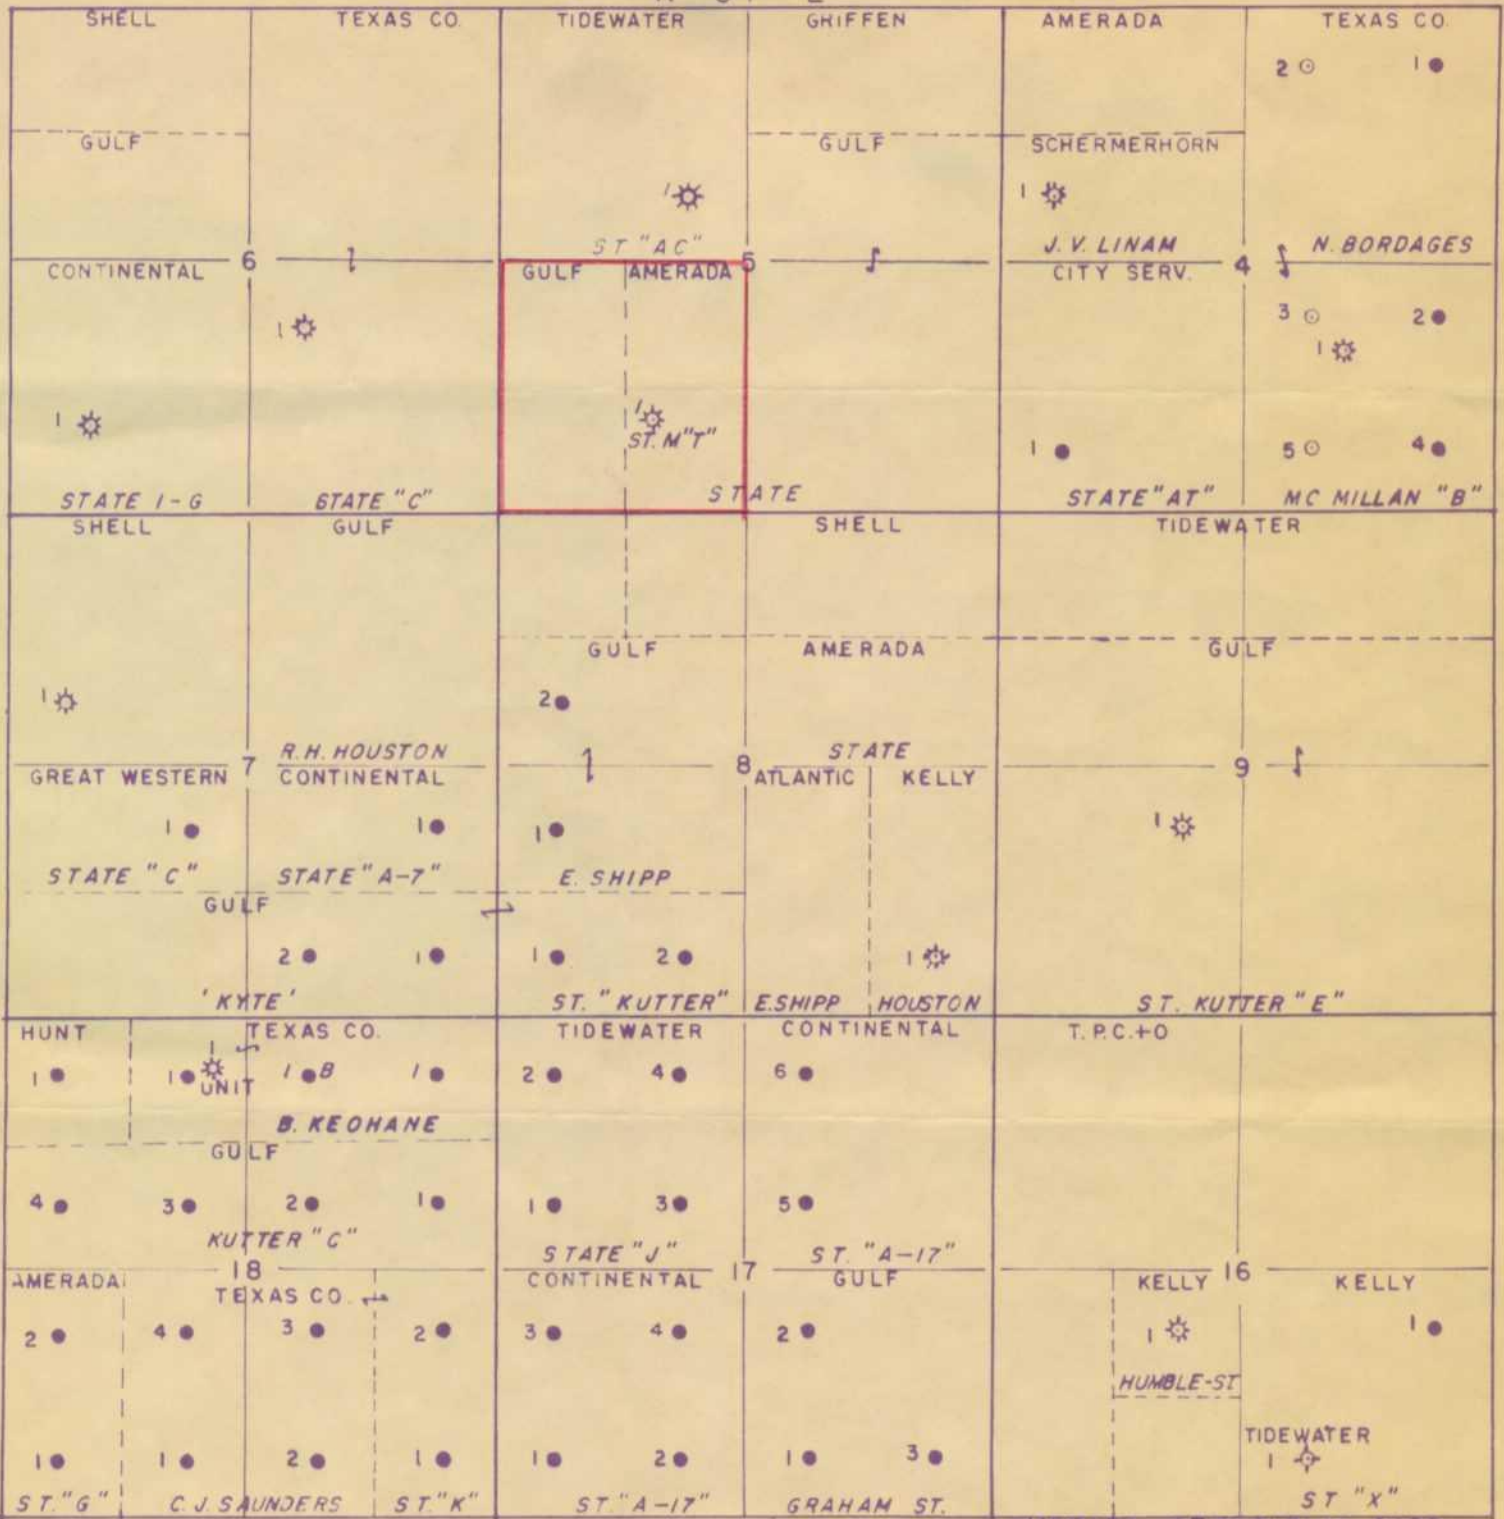 SHELL TEXAS CO. TIDEWATER GRIFFEN AMERADA TEXAS CO.
2 1
GULF GULF SCHERMERHORN
1 1
ST "AC" J. V. LINAM N. BORDAGES
6 5 4
CONTINENTAL GULF AMERADA CITY SERV.
1 3 2
1
1 1
ST. M "T" 1 5 4
STATE 1-G STATE "C" STATE STATE "AT" MC MILLAN "B"
SHELL GULF SHELL TIDEWATER
GULF AMERADA GULF
1 2
R. H. HOUSTON STATE
7 8 9
GREAT WESTERN CONTINENTAL ATLANTIC KELLY
1 1 1 1
STATE "C" STATE "A-7" E. SHIPP
GULF
2 1 1 2 1
'KYTE' ST. "KUTTER" E. SHIPP HOUSTON ST. KUTTER "E"
HUNT TEXAS CO. TIDEWATER CONTINENTAL T. P. C. + O
1
1 1 1 B 1 2 4 6
UNIT
B. KEOHANE
GULF
4 3 2 1 1 3 5
KUTTER "C" STATE "J" ST. "A-17"
18 17 16
AMERADA TEXAS CO. CONTINENTAL GULF KELLY KELLY
2 4 3 2 3 4 2 1 1
HUMBLE-ST
TIDEWATER
1 1 2 1 1 2 1 3 1
ST. "G" C. J. SAUNDERS ST. "K" ST. "A-17" GRAHAM ST. ST "X"